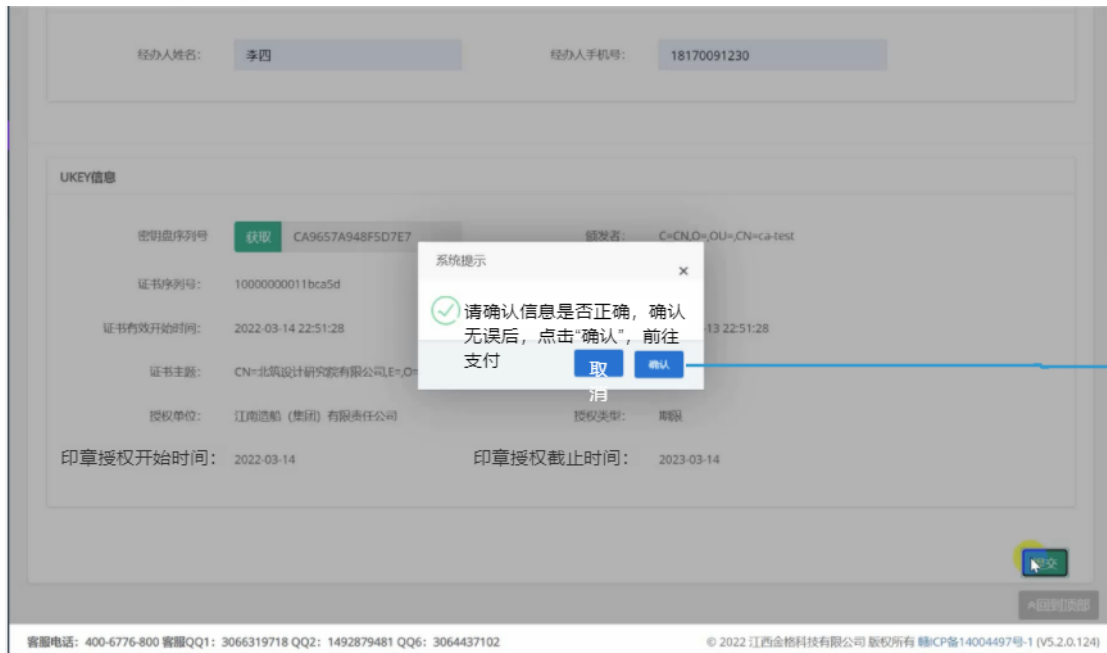 经办人姓名: 李四 经办人手机号: 18170091230
UKEY信息
密钥盘序列号 获取 CA9657A948F5D7E7 颁发者: C=CN,O=,OU=,CN=ca-test
系统提示 ×
证书序列号: 10000000011bca5d
请确认信息是否正确，确认
无误后，点击“确认”，前往
支付
取消 确认
证书有效开始时间: 2022-03-14 22:51:28 -13 22:51:28
证书主题: CN=北筑设计研究院有限公司,E=,O=
授权单位: 江南造船（集团）有限责任公司 授权类型: 期限
印章授权开始时间： 2022-03-14 印章授权截止时间： 2023-03-14
提交
回到顶部
客服电话：400-6776-800 客服QQ1：3066319718 QQ2：1492879481 QQ6：3064437102 © 2022 江西金格科技有限公司 版权所有 赣ICP备14004497号-1 (V5.2.0.124)